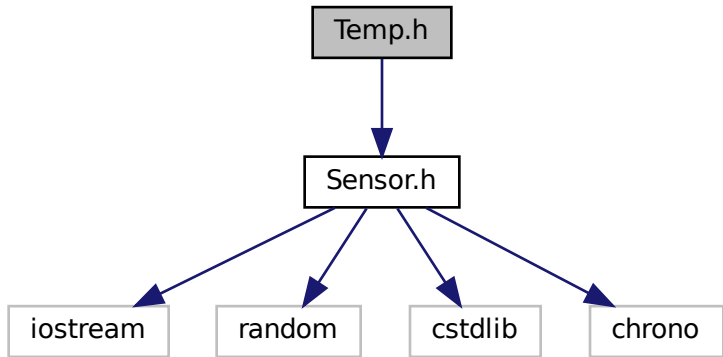 Temp.h
Sensor.h
iostream
random
cstdlib
chrono